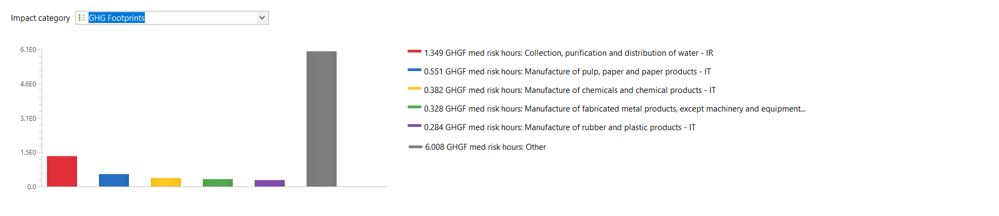 Impact category GHG Footprints
6.1E0
4.6E0
3.1E0
1.5E0
0.0
1.349 GHGF med risk hours: Collection, purification and distribution of water - IR
0.551 GHGF med risk hours: Manufacture of pulp, paper and paper products - IT
0.382 GHGF med risk hours: Manufacture of chemicals and chemical products - IT
0.328 GHGF med risk hours: Manufacture of fabricated metal products, except machinery and equipment...
0.284 GHGF med risk hours: Manufacture of rubber and plastic products - IT
6.008 GHGF med risk hours: Other